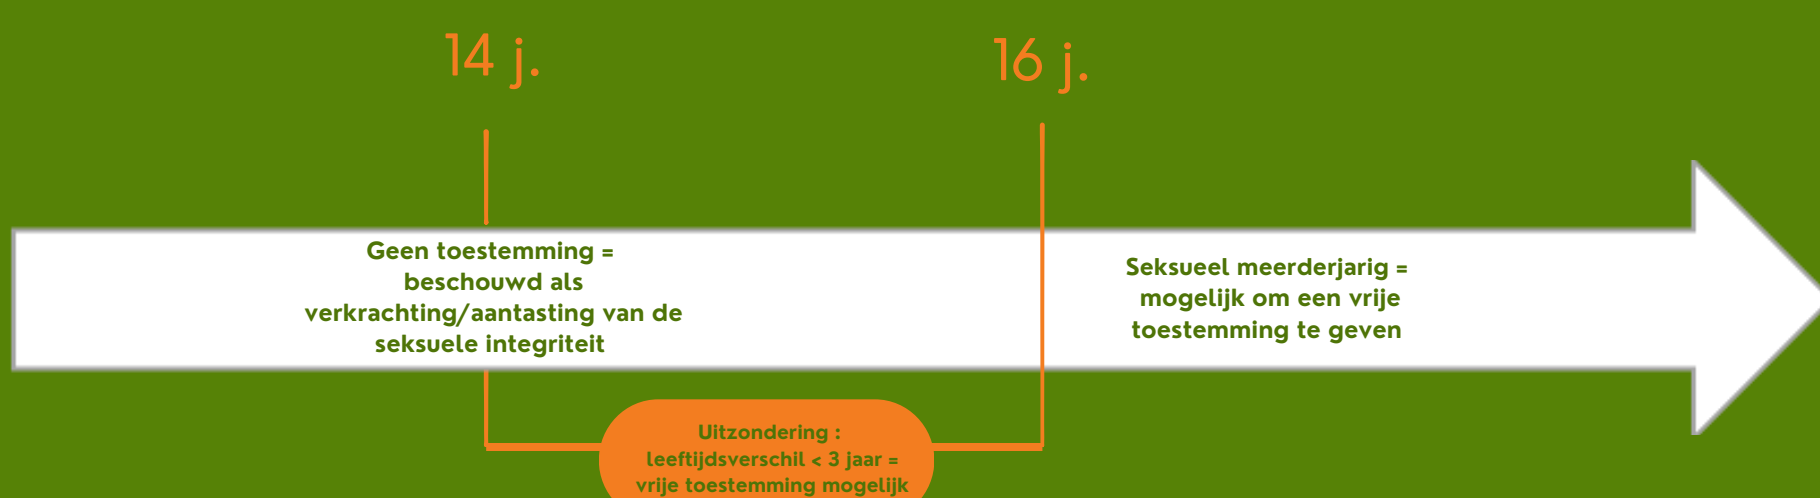 14 j.
16 j.
Geen toestemming =
beschouwd als
verkrachting/aantasting van de
seksuele integriteit
Seksueel meerderjarig =
mogelijk om een vrije
toestemming te geven
Uitzondering :
leeftijdsverschil < 3 jaar =
vrije toestemming mogelijk